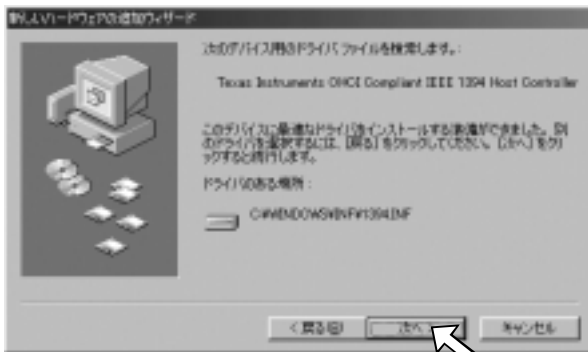 新しいハードウェアの追加ウィザード
次のデバイス用のドライバ ファイルを検索します。:
Texas Instruments OHCI Compliant IEEE 1394 Host Controller
このデバイスに最適なドライバをインストールする準備ができました。別
のドライバを選択するには、[戻る] をクリックしてください。[次へ] をクリ
ックすると続行します。
ドライバのある場所:
C:¥WINDOWS¥INF¥1394.INF
< 戻る(B)
次へ
キャンセル